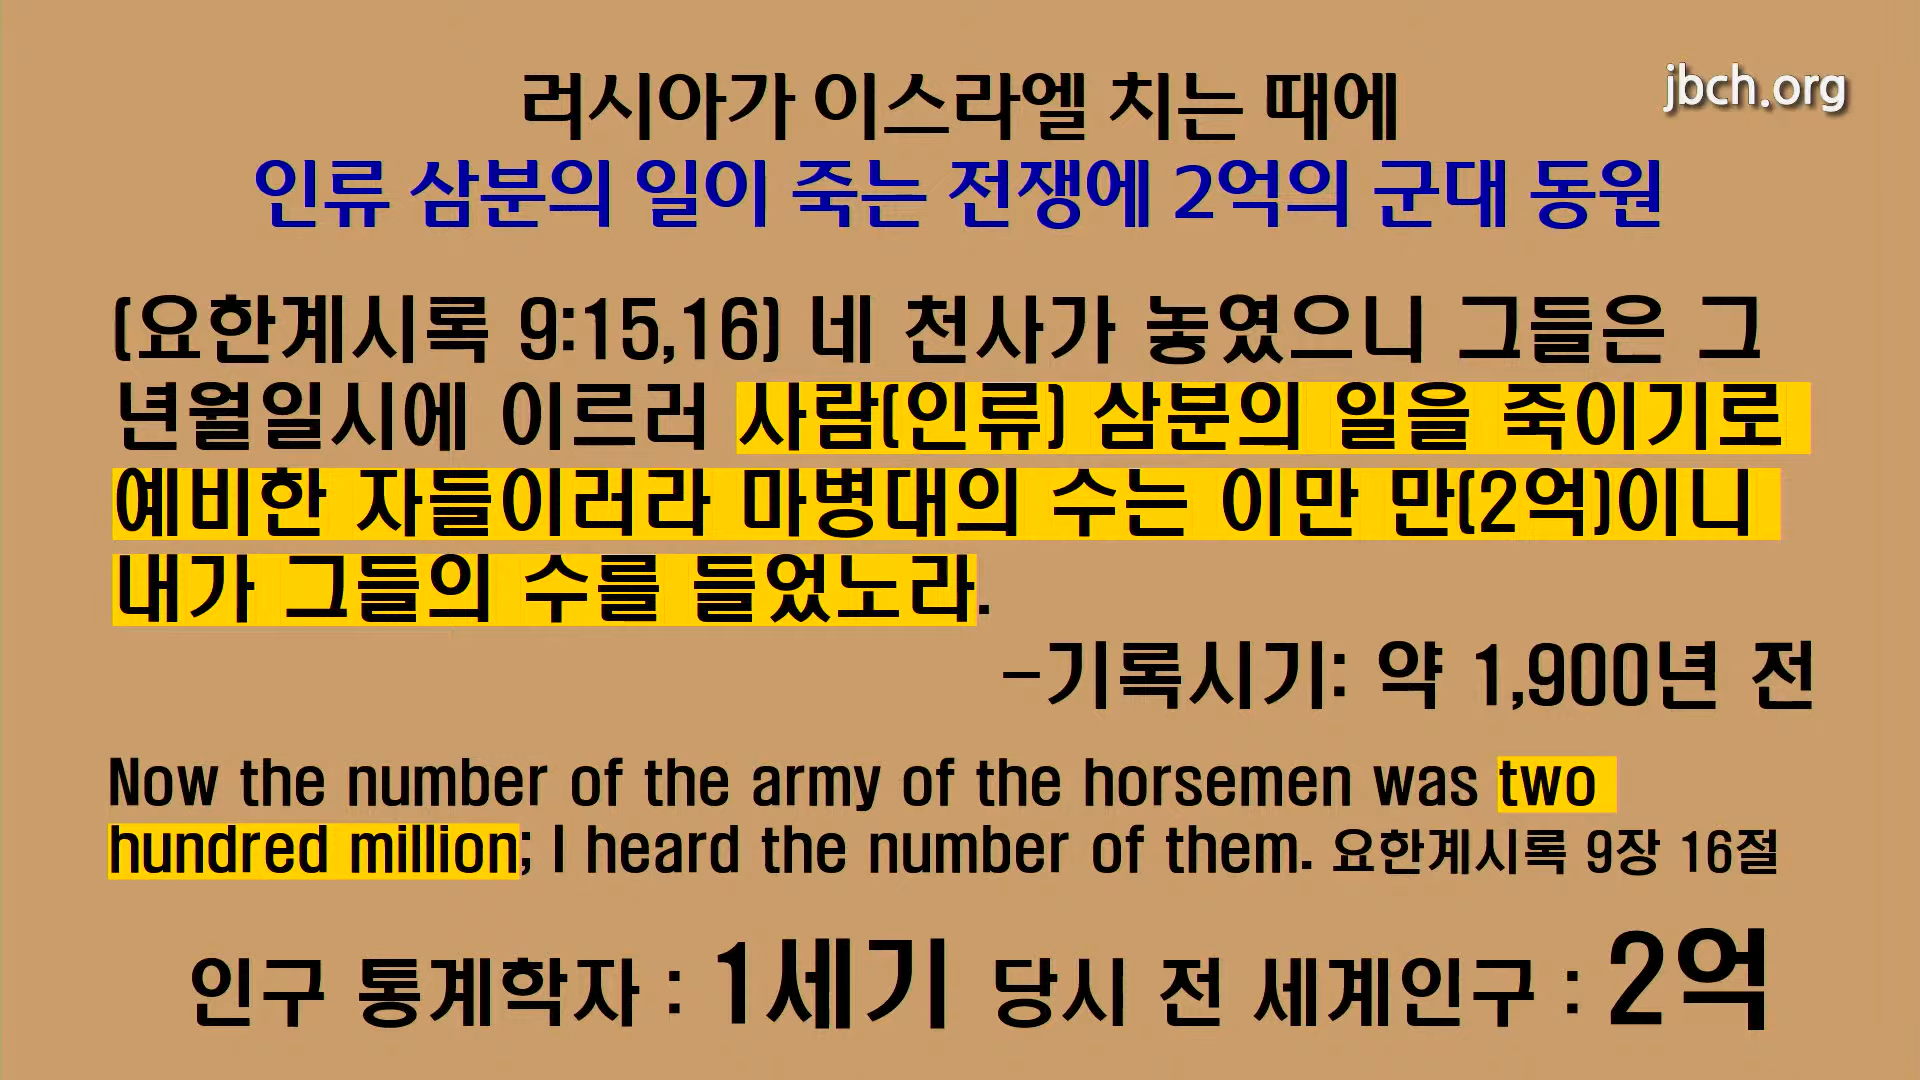 러시아가 이스라엘 치는 때에
jbch.org
인류 삼분의 일이 죽는 전쟁에 2억의 군대 동원
(요한계시록 9:15,16) 네 천사가 놓였으니 그들은 그
년월일시에 이르러 사람(인류) 삼분의 일을 죽이기로
예비한 자들이러라 마병대의 수는 이만 만(2억)이니
내가 그들의 수를 들었노라.
-기록시기: 약 1,900년 전
Now the number of the army of the horsemen was two
hundred million; I heard the number of them. 요한계시록 9장 16절
인구 통계학자 : 1세기 당시 전 세계인구 : 2억